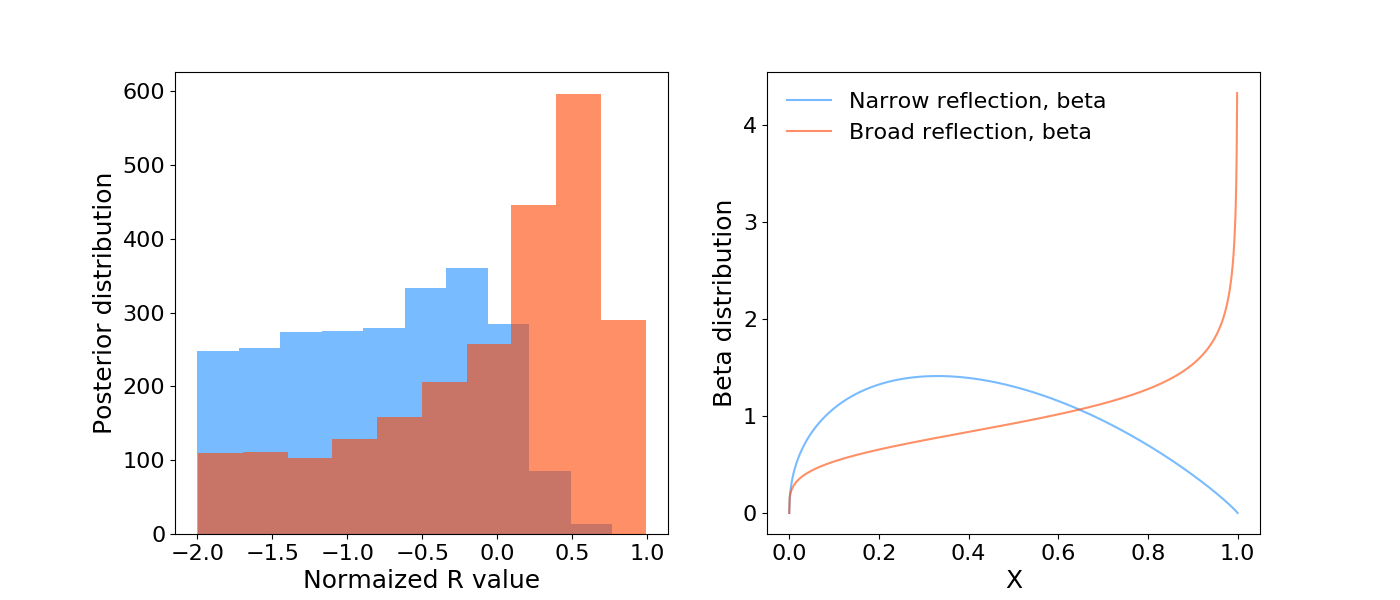 600
500
400
300
200
100
0
Posterior distribution
−2.0 −1.5 −1.0 −0.5 0.0 0.5 1.0
Normaized R value
Narrow reflection, beta
Broad reflection, beta
4
3
2
1
0
Beta distribution
0.0 0.2 0.4 0.6 0.8 1.0
X